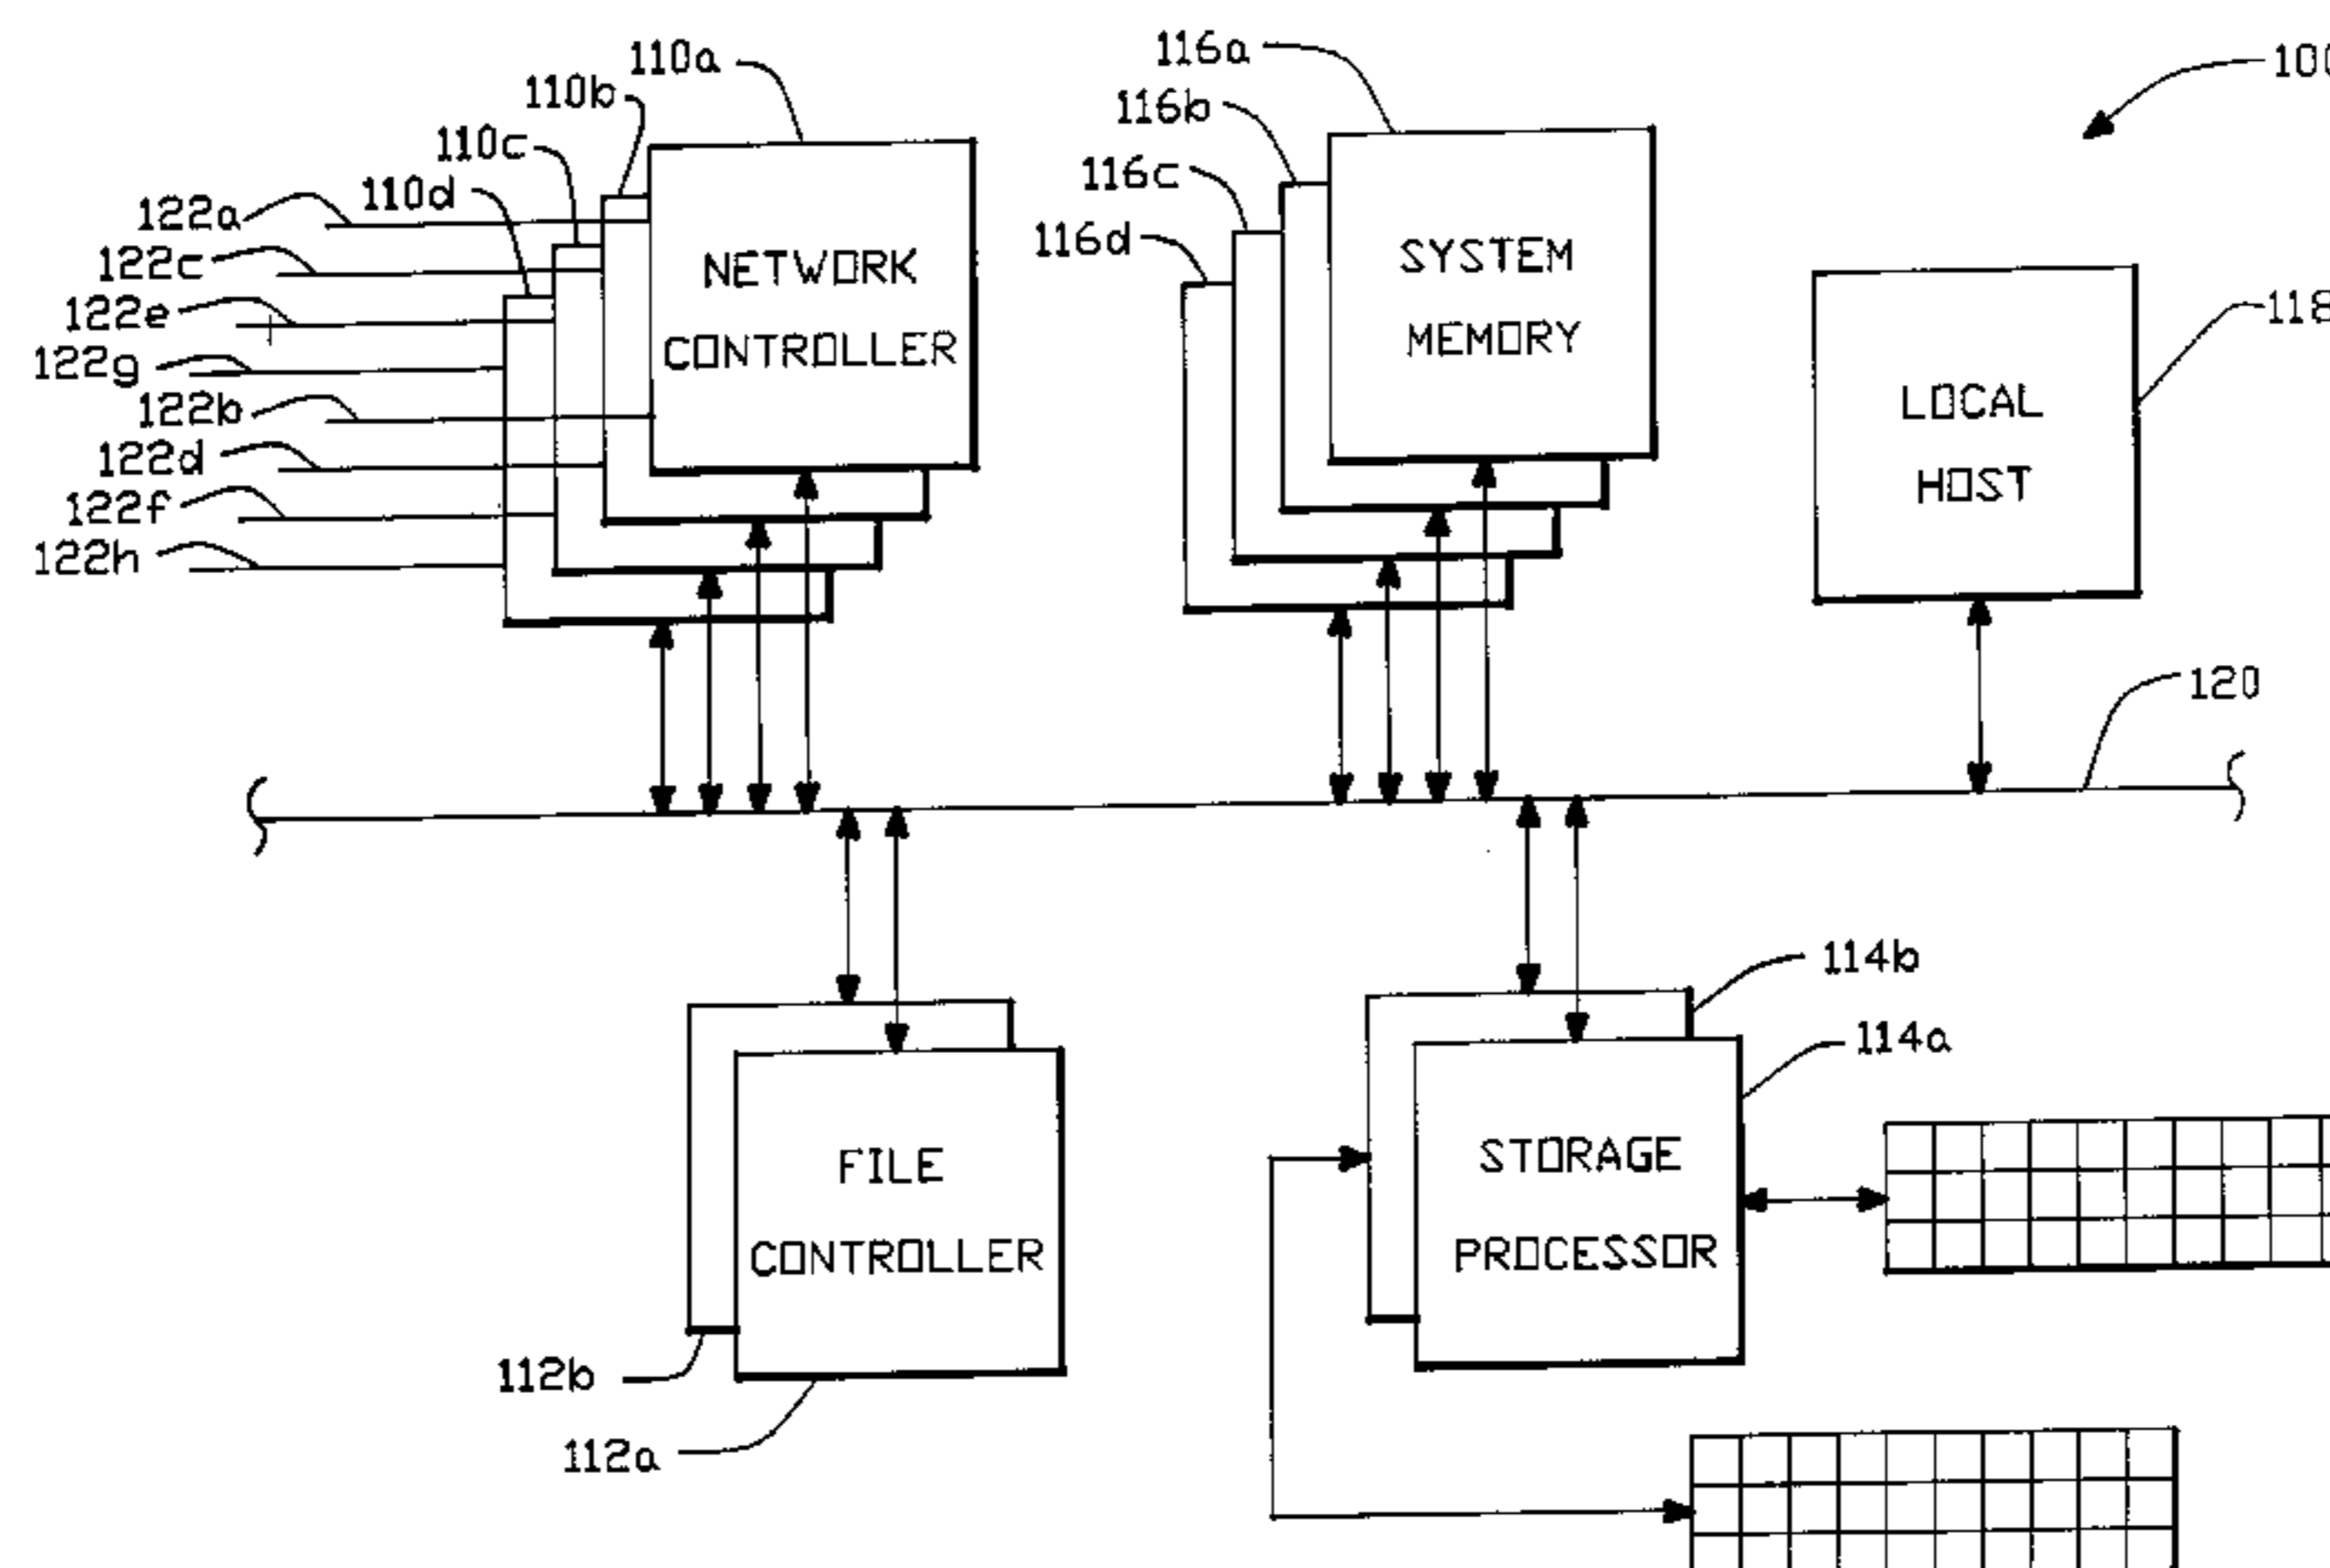 110a
110b
110c
110d
122a
122c
122e
122g
122b
122d
122f
122h
NETWORK
CONTROLLER
116a
116b
116c
116d
SYSTEM
MEMORY
100
118
LOCAL
HOST
120
FILE
CONTROLLER
112b
112a
114b
114a
STORAGE
PROCESSOR